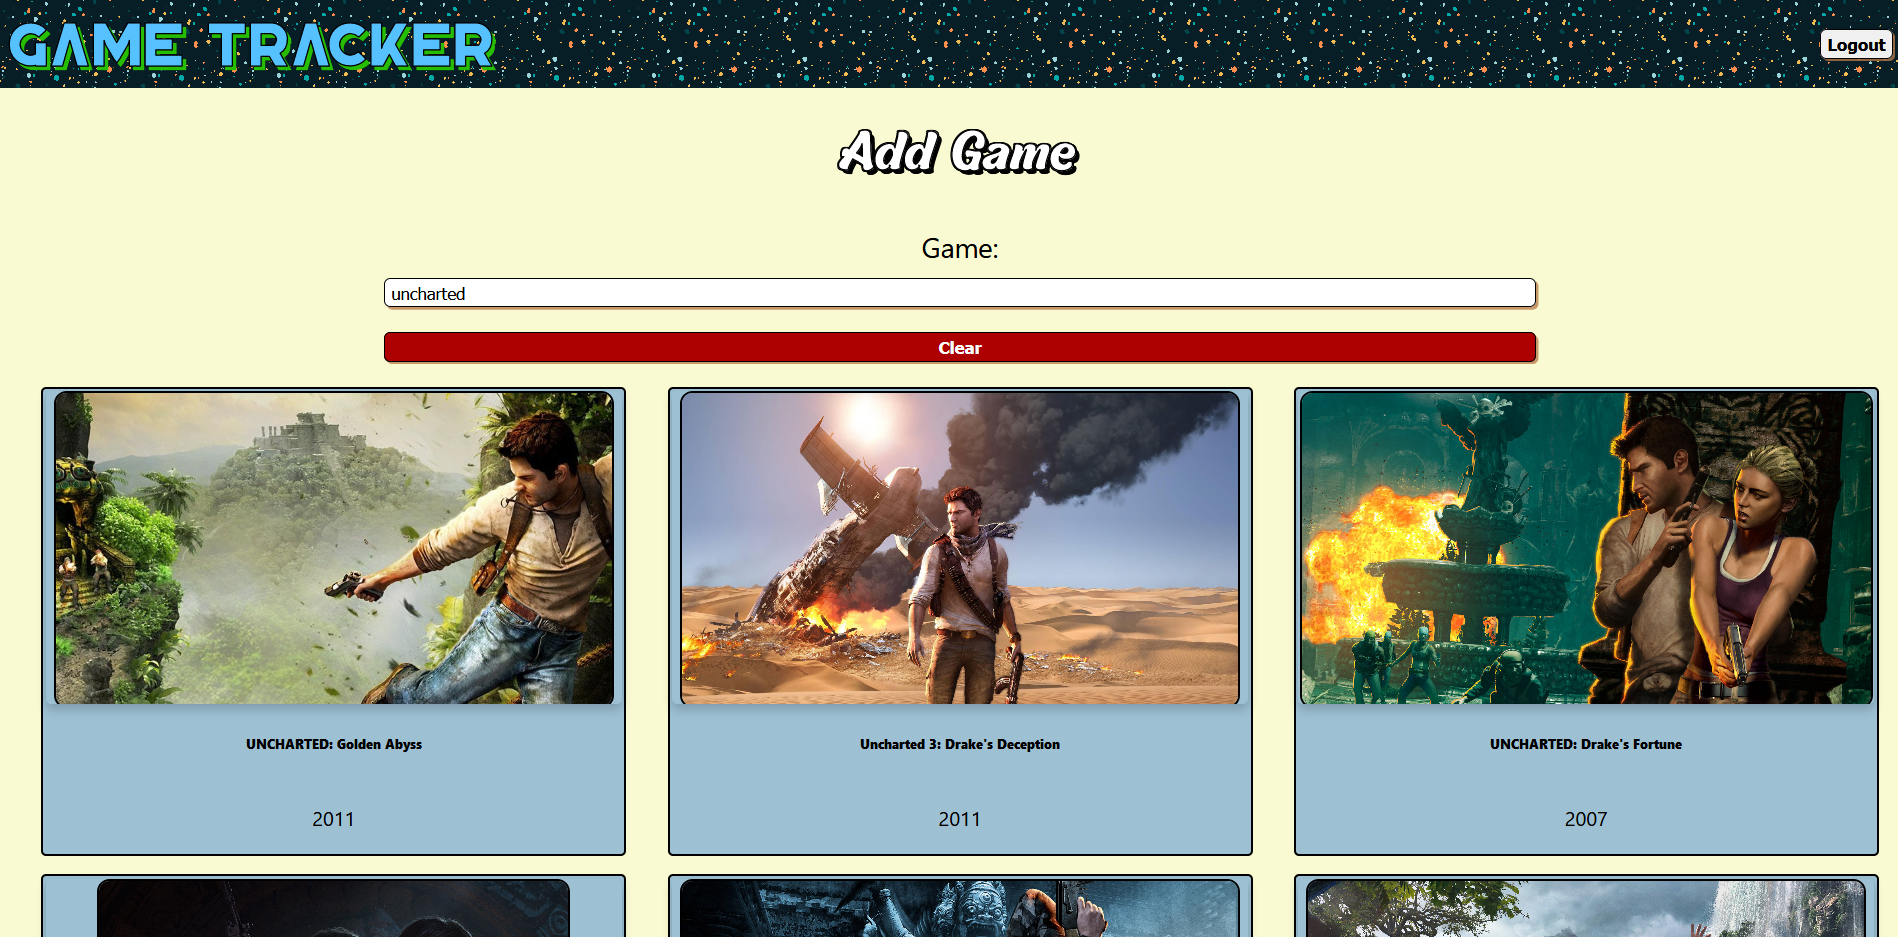 GAME TRACKER
Logout
Add Game
Game:
uncharted
Clear
UNCHARTED: Golden Abyss
Uncharted 3: Drake's Deception
UNCHARTED: Drake's Fortune
2011
2011
2007